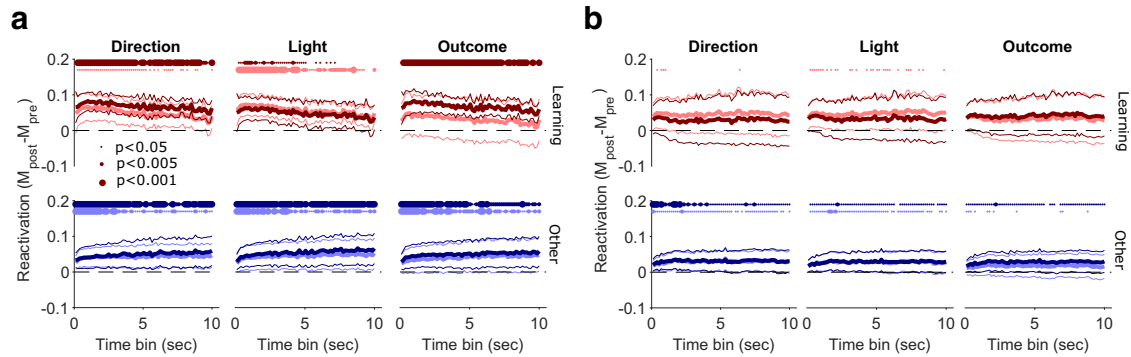 a
Direction Light Outcome
0.2
0.1
0
-0.1
Learning
p<0.05
p<0.005
p<0.001
0.2
0.1
0
-0.1
Other
Reactivation (Mpost-Mpre)
0 5 10 0 5 10 0 5 10
Time bin (sec) Time bin (sec) Time bin (sec)
b
Direction Light Outcome
0.2
0.1
0
-0.1
Learning
0.2
0.1
0
-0.1
Other
Reactivation (Mpost-Mpre)
0 5 10 0 5 10 0 5 10
Time bin (sec) Time bin (sec) Time bin (sec)